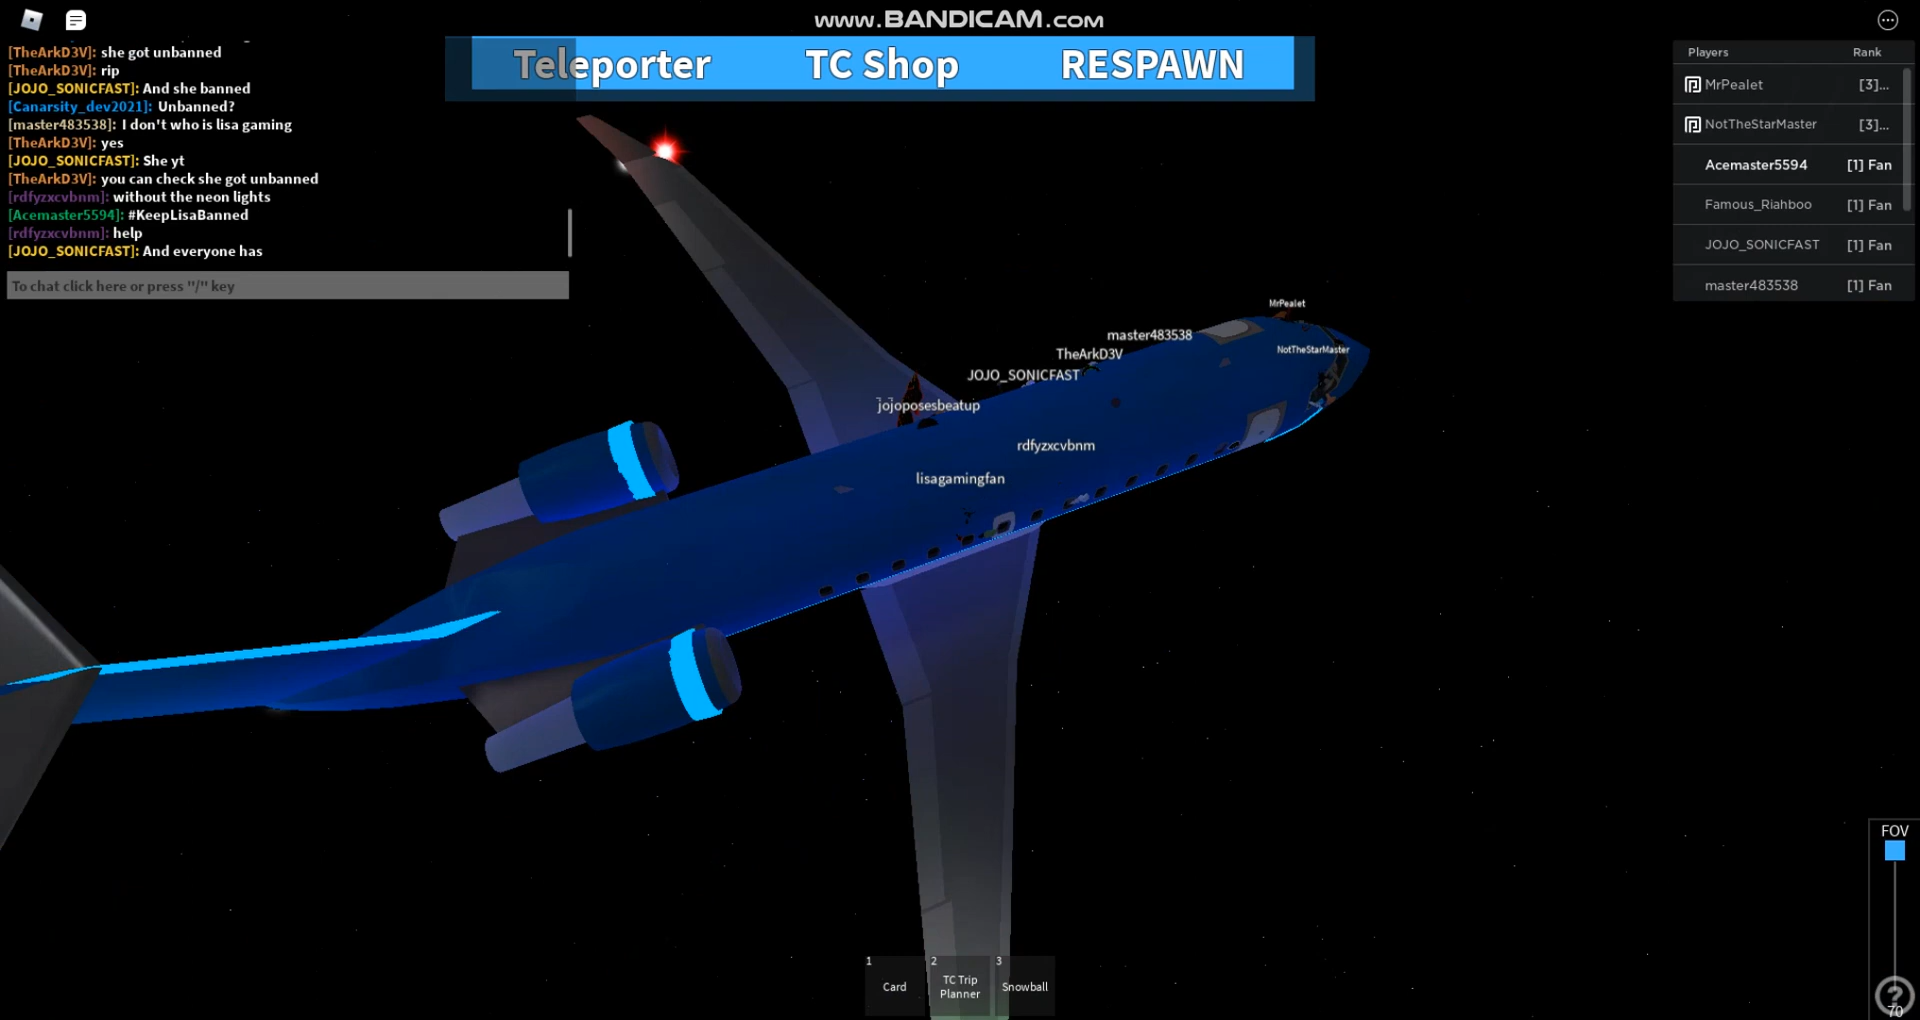 www.BANDICAM.com
[TheArkD3V]: she got unbanned
[TheArkD3V]: rip
[JOJO_SONICFAST]: And she banned
[Canarsity_dev2021]: Unbanned?
[master483538]: I don't who is lisa gaming
[TheArkD3V]: yes
[JOJO_SONICFAST]: She yt
[TheArkD3V]: you can check she got unbanned
[rdfyzxcvbnm]: without the neon lights
[Acemaster5594]: #KeepLisaBanned
[rdfyzxcvbnm]: help
[JOJO_SONICFAST]: And everyone has
To chat click here or press "/" key
Teleporter TC Shop RESPAWN
Players Rank
MrPealet [3]...
NotTheStarMaster [3]...
Acemaster5594 [1] Fan
Famous_Riahboo [1] Fan
JOJO_SONICFAST [1] Fan
master483538 [1] Fan
MrPealet
master483538
NotTheStarMaster
TheArkD3V
JOJO_SONICFAST
jojoposesbeatup
rdfyzxcvbnm
lisagamingfan
FOV
70
1 2 3
Card
TC Trip
Planner
Snowball
?